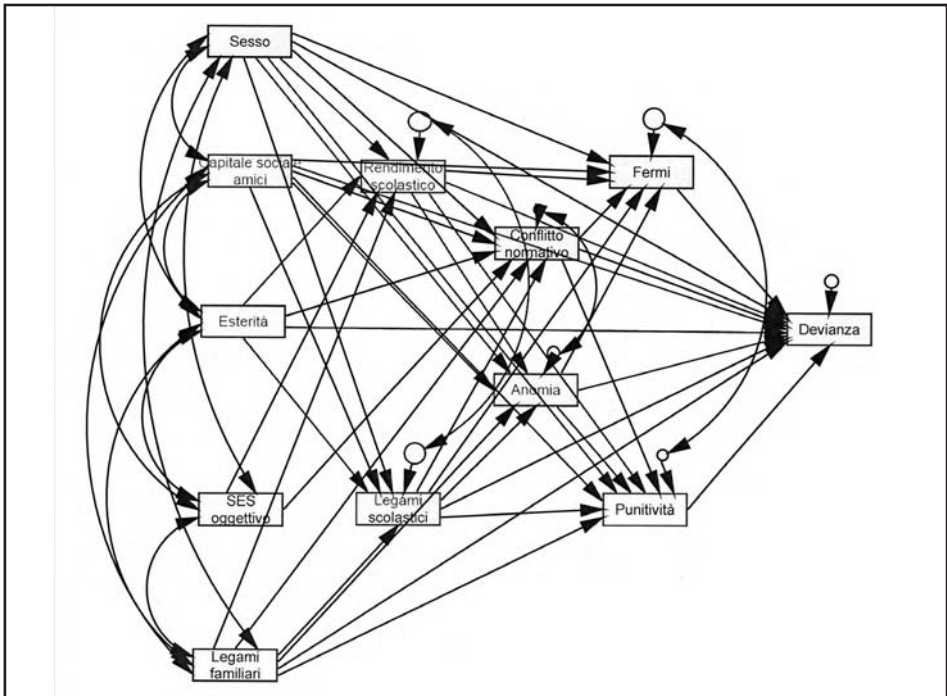 Sesso
Capitale sociale
amici
Rendimento
scolastico
Fermi
Conflitto
normativo
Esterità
Devianza
Anomia
SES
oggettivo
Legami
scolastici
Punitività
Legami
familiari